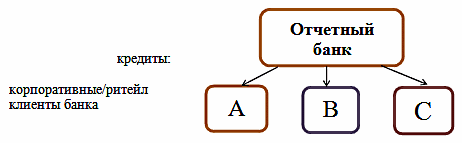 Отчетный
банк
кредиты:
корпоративные/ритейл
клиенты банка
A
B
C